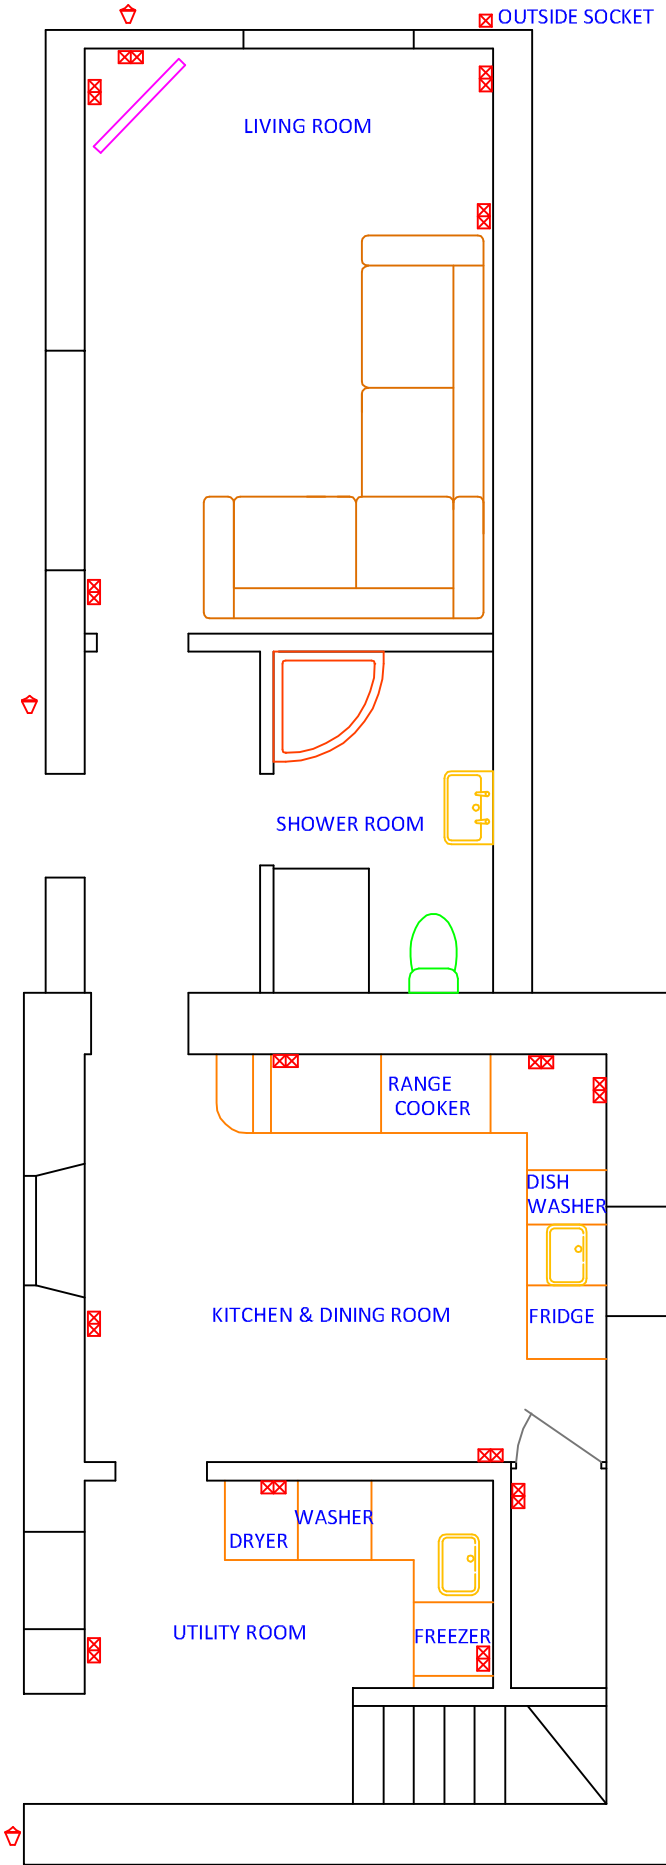 OUTSIDE SOCKET
LIVING ROOM
SHOWER ROOM
RANGE
COOKER
DISH
WASHER
KITCHEN & DINING ROOM
FRIDGE
WASHER
DRYER
UTILITY ROOM
FREEZER